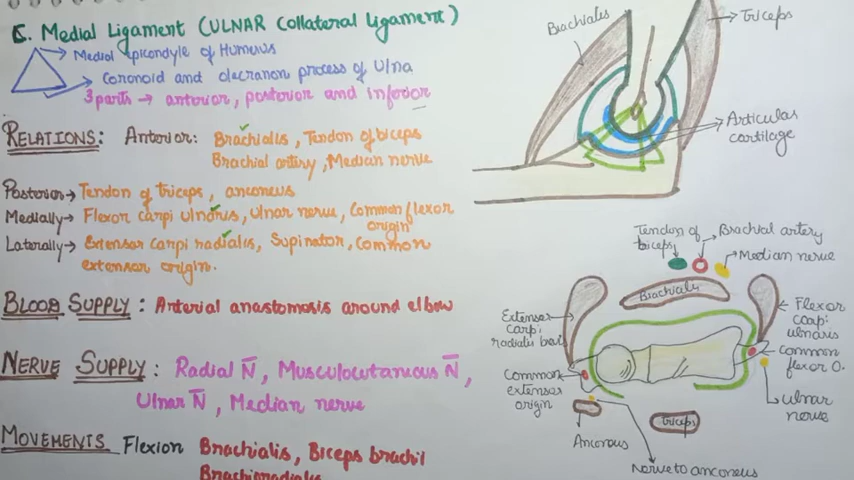 5. Medial Ligament (ULNAR Collateral Ligament)
Medial epicondyle of Humerus
Coronoid and olecranon process of Ulna
3 parts → anterior, posterior and inferior
RELATIONS: Anterior: Brachialis, Tendon of biceps
Brachial artery, Median nerve
Posterior → Tendon of triceps, anconeus
Medially → Flexor carpi ulnaris, ulnar nerve, Common flexor
origin
Laterally → Extensor carpi radialis, Supinator, Common
extensor origin.
BLOOD SUPPLY: Arterial anastomosis around elbow
NERVE SUPPLY: Radial N̄, Musculocutaneous N̄,
Ulnar N̄, Median nerve
MOVEMENTS Flexion Brachialis, Biceps brachii
Brachioradialis
Brachiales
Triceps
Articular
cartilage
Tendon of
biceps
Brachial artery
Median nerve
Brachialis
Extensor
carpi
radialis
Flexor
carpi
ulnaris
Common
flexor O.
Common
extensor
origin
ulnar
nerve
triceps
Anconous
Nerve to anconeus